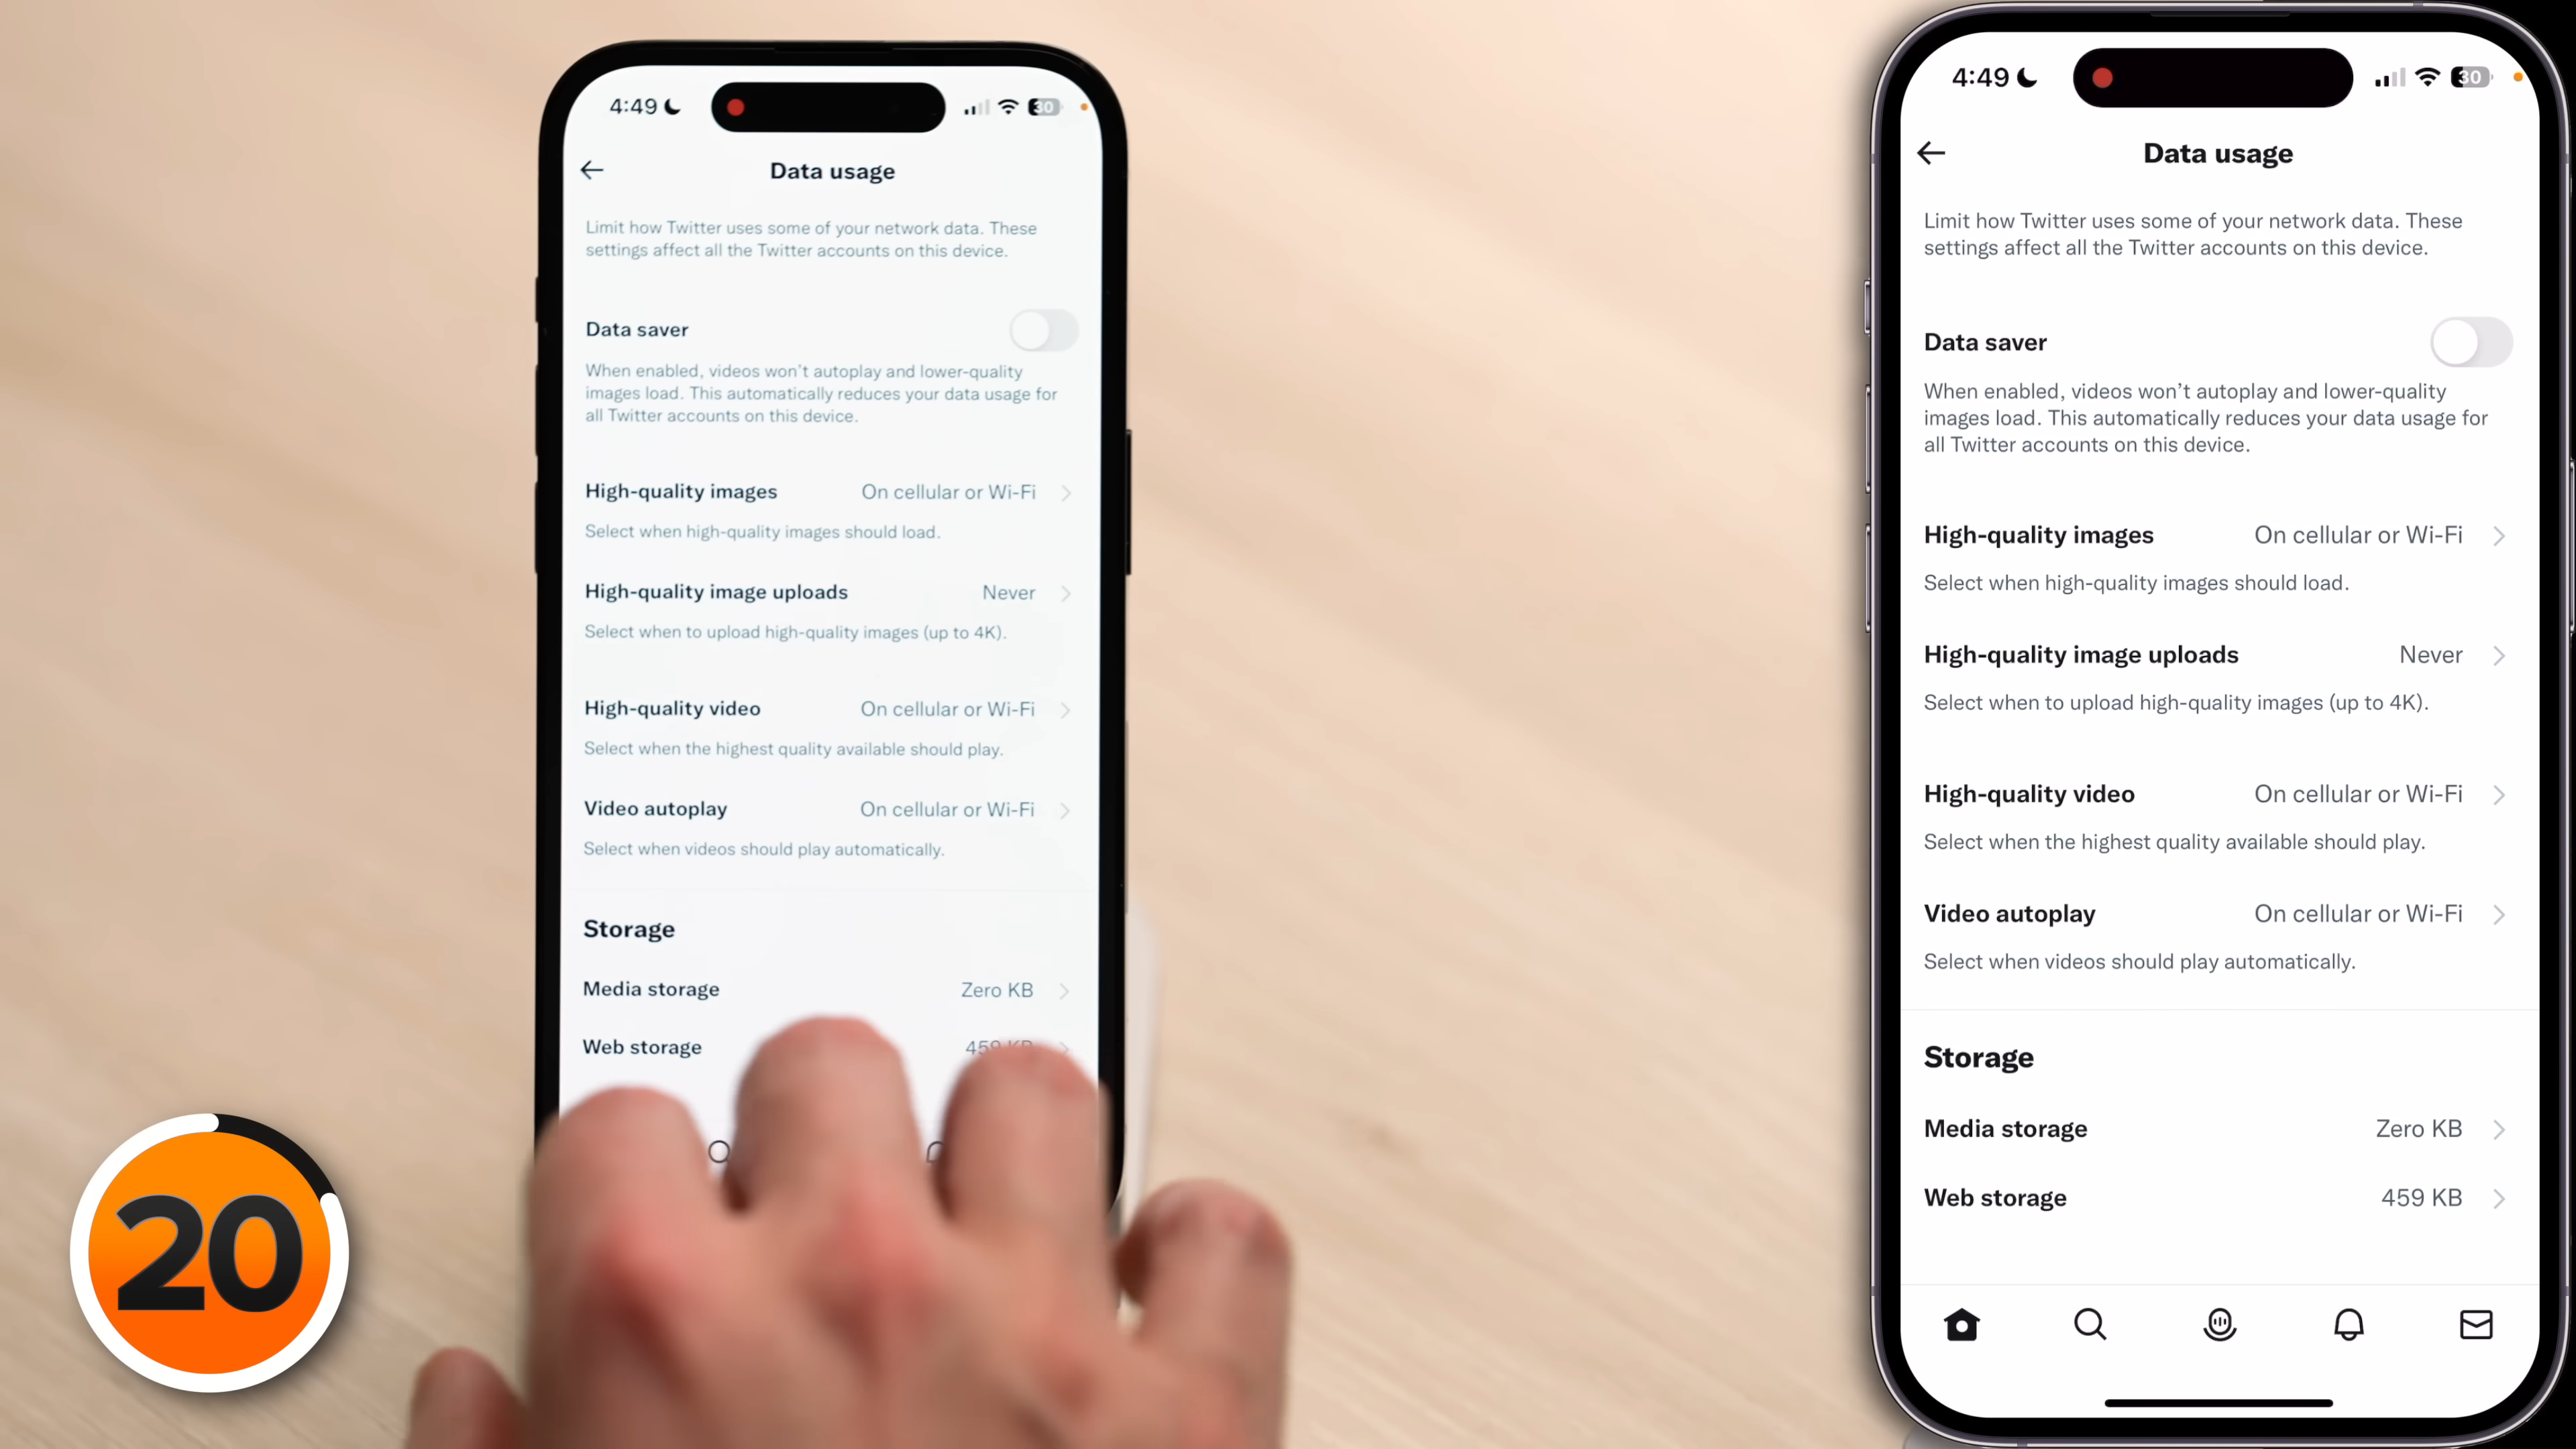 4:49
30
Data usage
Limit how Twitter uses some of your network data. These
settings affect all the Twitter accounts on this device.
Data saver
When enabled, videos won't autoplay and lower-quality
images load. This automatically reduces your data usage for
all Twitter accounts on this device.
High-quality images On cellular or Wi-Fi
Select when high-quality images should load.
High-quality image uploads Never
Select when to upload high-quality images (up to 4K).
High-quality video On cellular or Wi-Fi
Select when the highest quality available should play.
Video autoplay On cellular or Wi-Fi
Select when videos should play automatically.
Storage
Media storage Zero KB
Web storage 459 KB
20
4:49
30
Data usage
Limit how Twitter uses some of your network data. These
settings affect all the Twitter accounts on this device.
Data saver
When enabled, videos won't autoplay and lower-quality
images load. This automatically reduces your data usage for
all Twitter accounts on this device.
High-quality images On cellular or Wi-Fi
Select when high-quality images should load.
High-quality image uploads Never
Select when to upload high-quality images (up to 4K).
High-quality video On cellular or Wi-Fi
Select when the highest quality available should play.
Video autoplay On cellular or Wi-Fi
Select when videos should play automatically.
Storage
Media storage Zero KB
Web storage 459 KB